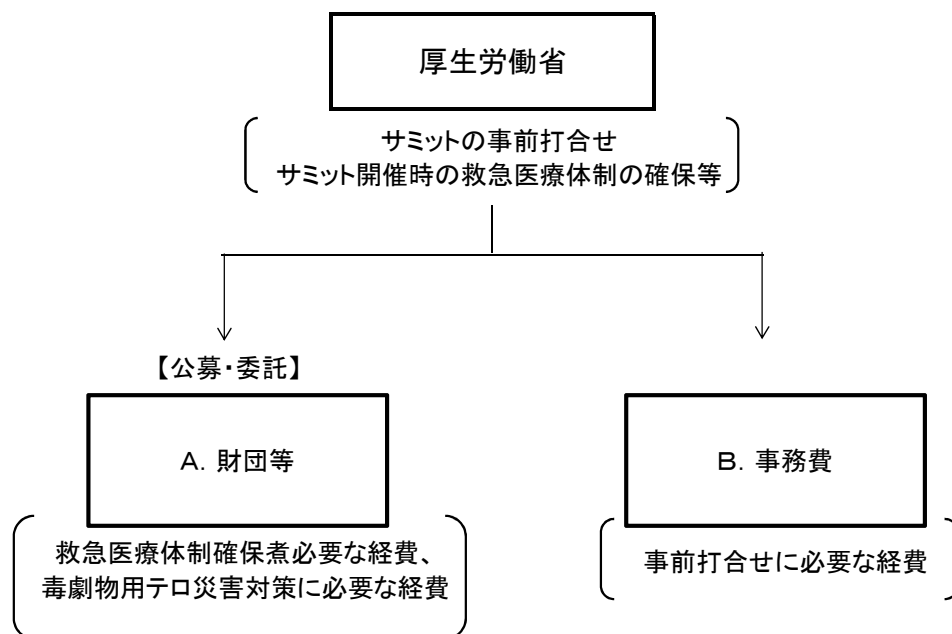 厚生労働省
サミットの事前打合せ
サミット開催時の救急医療体制の確保等
【公募・委託】
A. 財団等
B. 事務費
救急医療体制確保煮必要な経費、
毒劇物用テロ災害対策に必要な経費
事前打合せに必要な経費